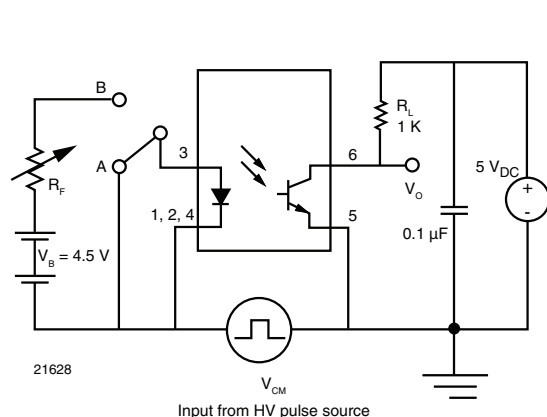 B
A
R_F
V_B = 4.5 V
3
1, 2, 4
6
5
R_L
1 K
V_O
5 V_DC
+
-
0.1 µF
21628
V_CM
Input from HV pulse source